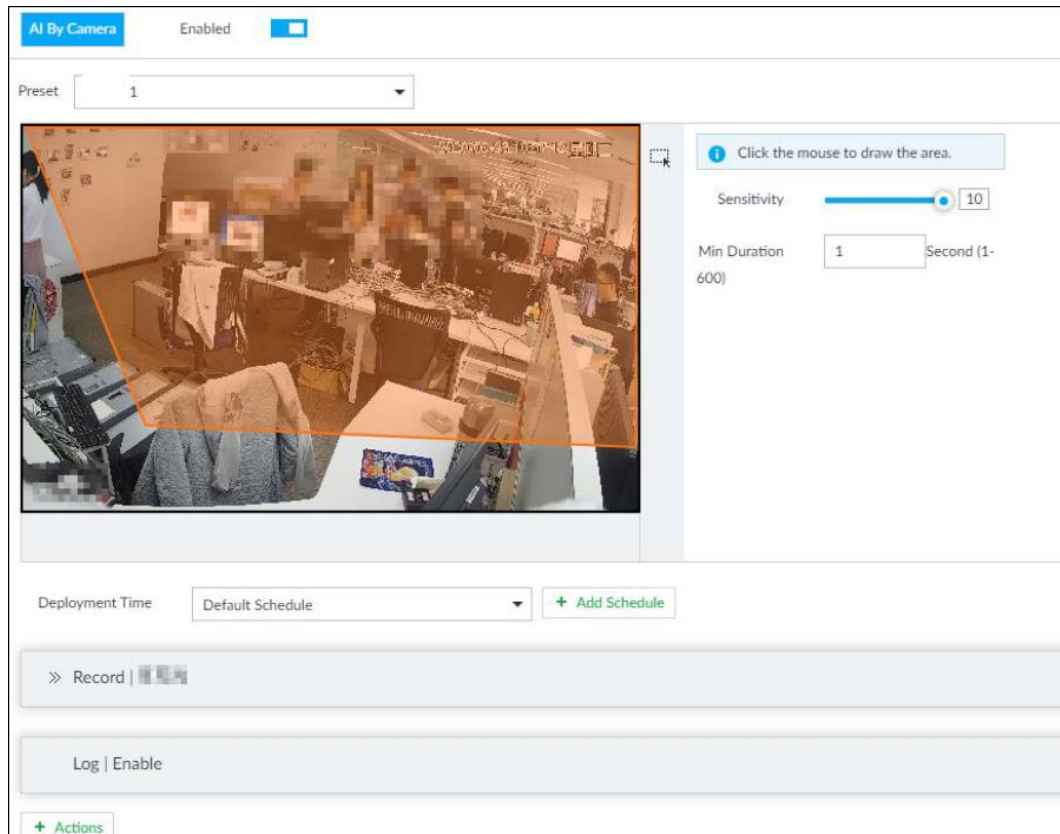 AI By Camera Enabled
Preset 1
Click the mouse to draw the area.
Sensitivity 10
Min Duration 1 Second (1-
600)
Deployment Time Default Schedule + Add Schedule
» Record |
Log | Enable
+ Actions